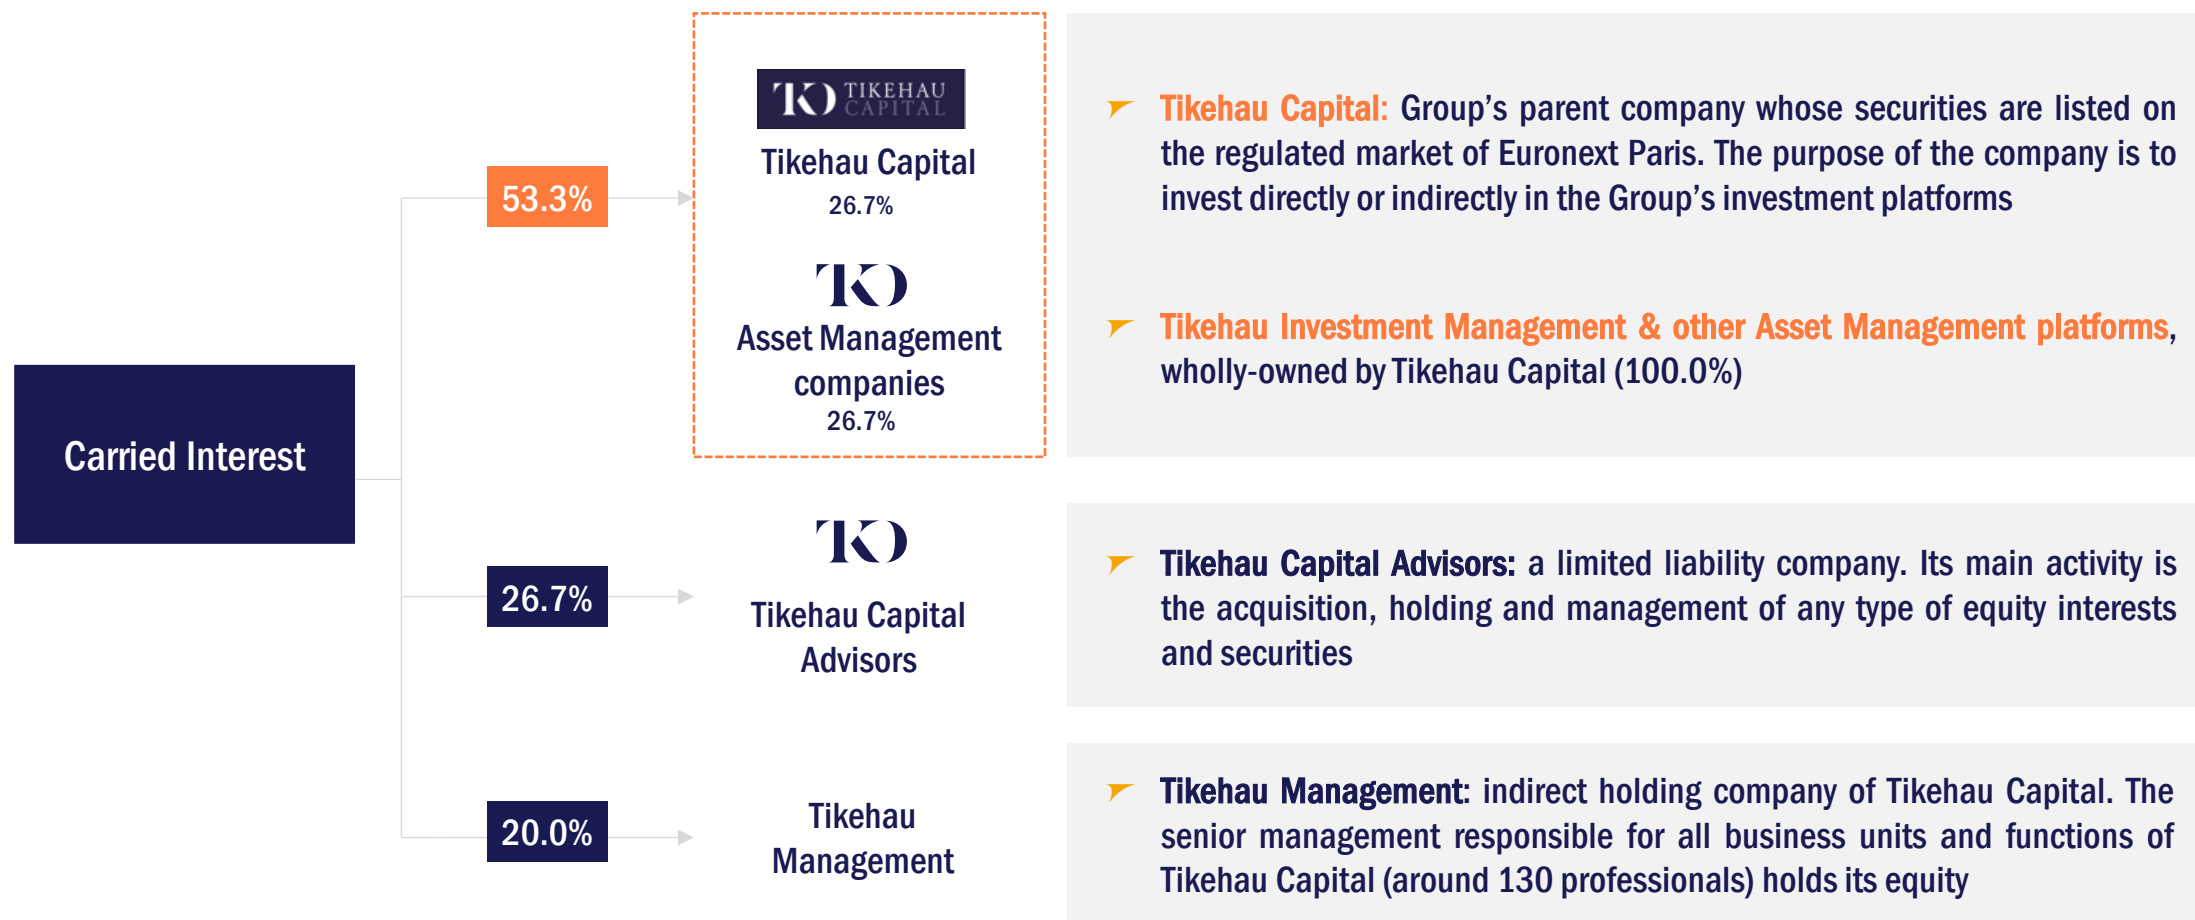 Carried Interest
53.3%
TIKEHAU
CAPITAL
Tikehau Capital
26.7%
Asset Management
companies
26.7%
Tikehau Capital: Group’s parent company whose securities are listed on
the regulated market of Euronext Paris. The purpose of the company is to
invest directly or indirectly in the Group’s investment platforms
Tikehau Investment Management & other Asset Management platforms,
wholly-owned by Tikehau Capital (100.0%)
26.7%
Tikehau Capital
Advisors
Tikehau Capital Advisors: a limited liability company. Its main activity is
the acquisition, holding and management of any type of equity interests
and securities
20.0%
Tikehau
Management
Tikehau Management: indirect holding company of Tikehau Capital. The
senior management responsible for all business units and functions of
Tikehau Capital (around 130 professionals) holds its equity